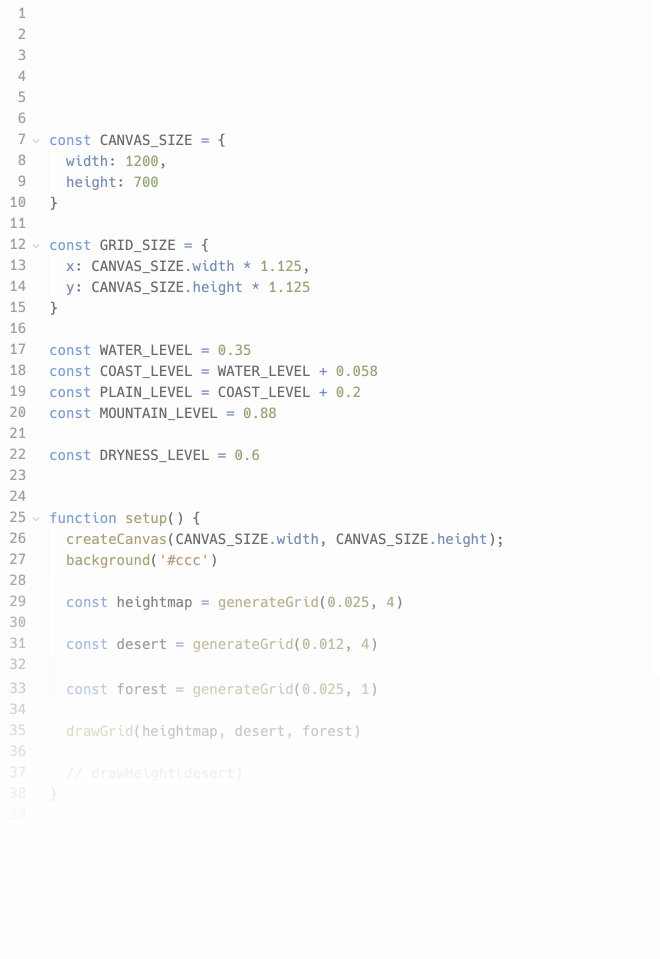 1
2
3
4
5
6
7 const CANVAS_SIZE = {
8   width: 1200,
9   height: 700
10 }
11
12 const GRID_SIZE = {
13   x: CANVAS_SIZE.width * 1.125,
14   y: CANVAS_SIZE.height * 1.125
15 }
16
17 const WATER_LEVEL = 0.35
18 const COAST_LEVEL = WATER_LEVEL + 0.058
19 const PLAIN_LEVEL = COAST_LEVEL + 0.2
20 const MOUNTAIN_LEVEL = 0.88
21
22 const DRYNESS_LEVEL = 0.6
23
24
25 function setup() {
26   createCanvas(CANVAS_SIZE.width, CANVAS_SIZE.height);
27   background('#ccc')
28
29   const heightmap = generateGrid(0.025, 4)
30
31   const desert = generateGrid(0.012, 4)
32
33   const forest = generateGrid(0.025, 1)
34
35   drawGrid(heightmap, desert, forest)
36
37   // drawHeight(desert)
38 }
39